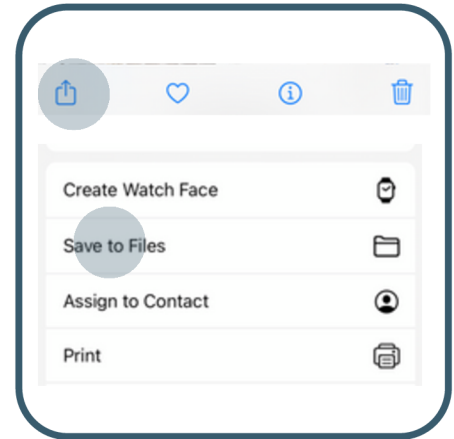 Create Watch Face
Save to Files
Assign to Contact
Print